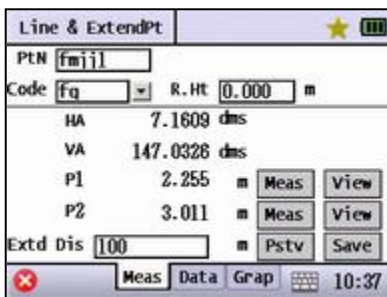 Line & ExtendPt
PtN fmjjl
Code fq R.Ht 0.000 m
HA 7.1609 dms
VA 147.0326 dms
P1 2.255 m Meas View
P2 3.011 m Meas View
Extd Dis 100 m Pstv Save
Meas Data Grap 10:37